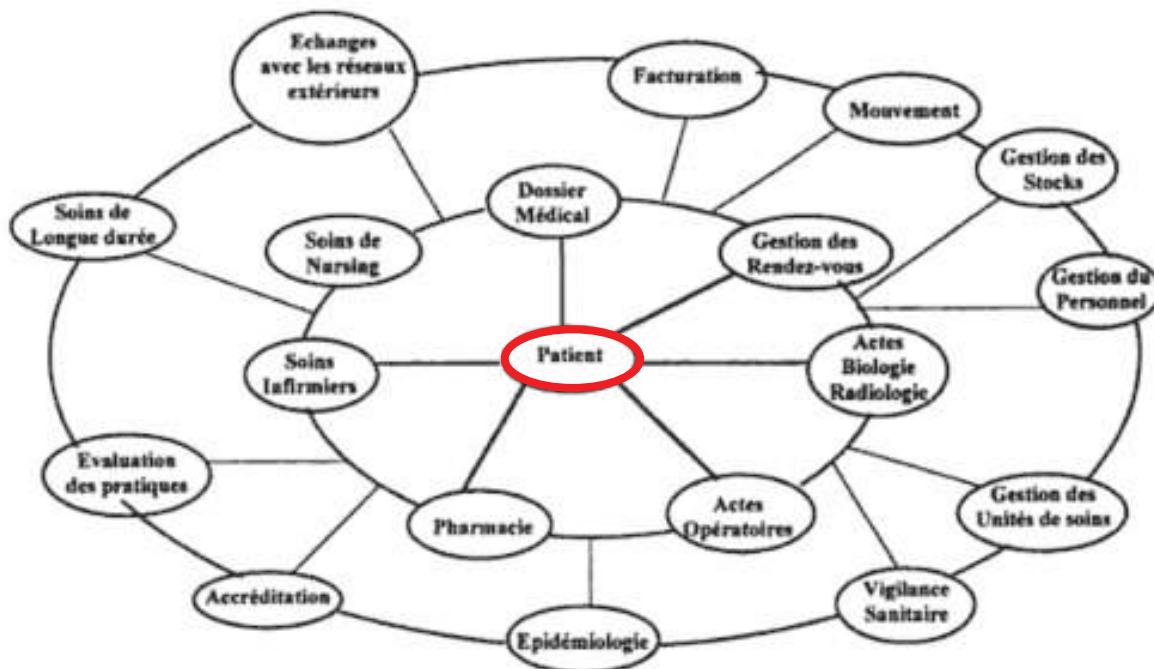 Echanges
avec les réseaux
extérieurs
Facturation
Mouvement
Gestion des
Stocks
Dossier
Médical
Soins de
Longue durée
Soins de
Nursing
Gestion des
Rendez-vous
Gestion du
Personnel
Patient
Soins
Iafirmiers
Actes
Biologie
Radiologie
Evaluation
des pratiques
Pharmacie
Actes
Opératoires
Gestion des
Unités de soins
Accréditation
Epidémiologie
Vigilance
Sanitaire